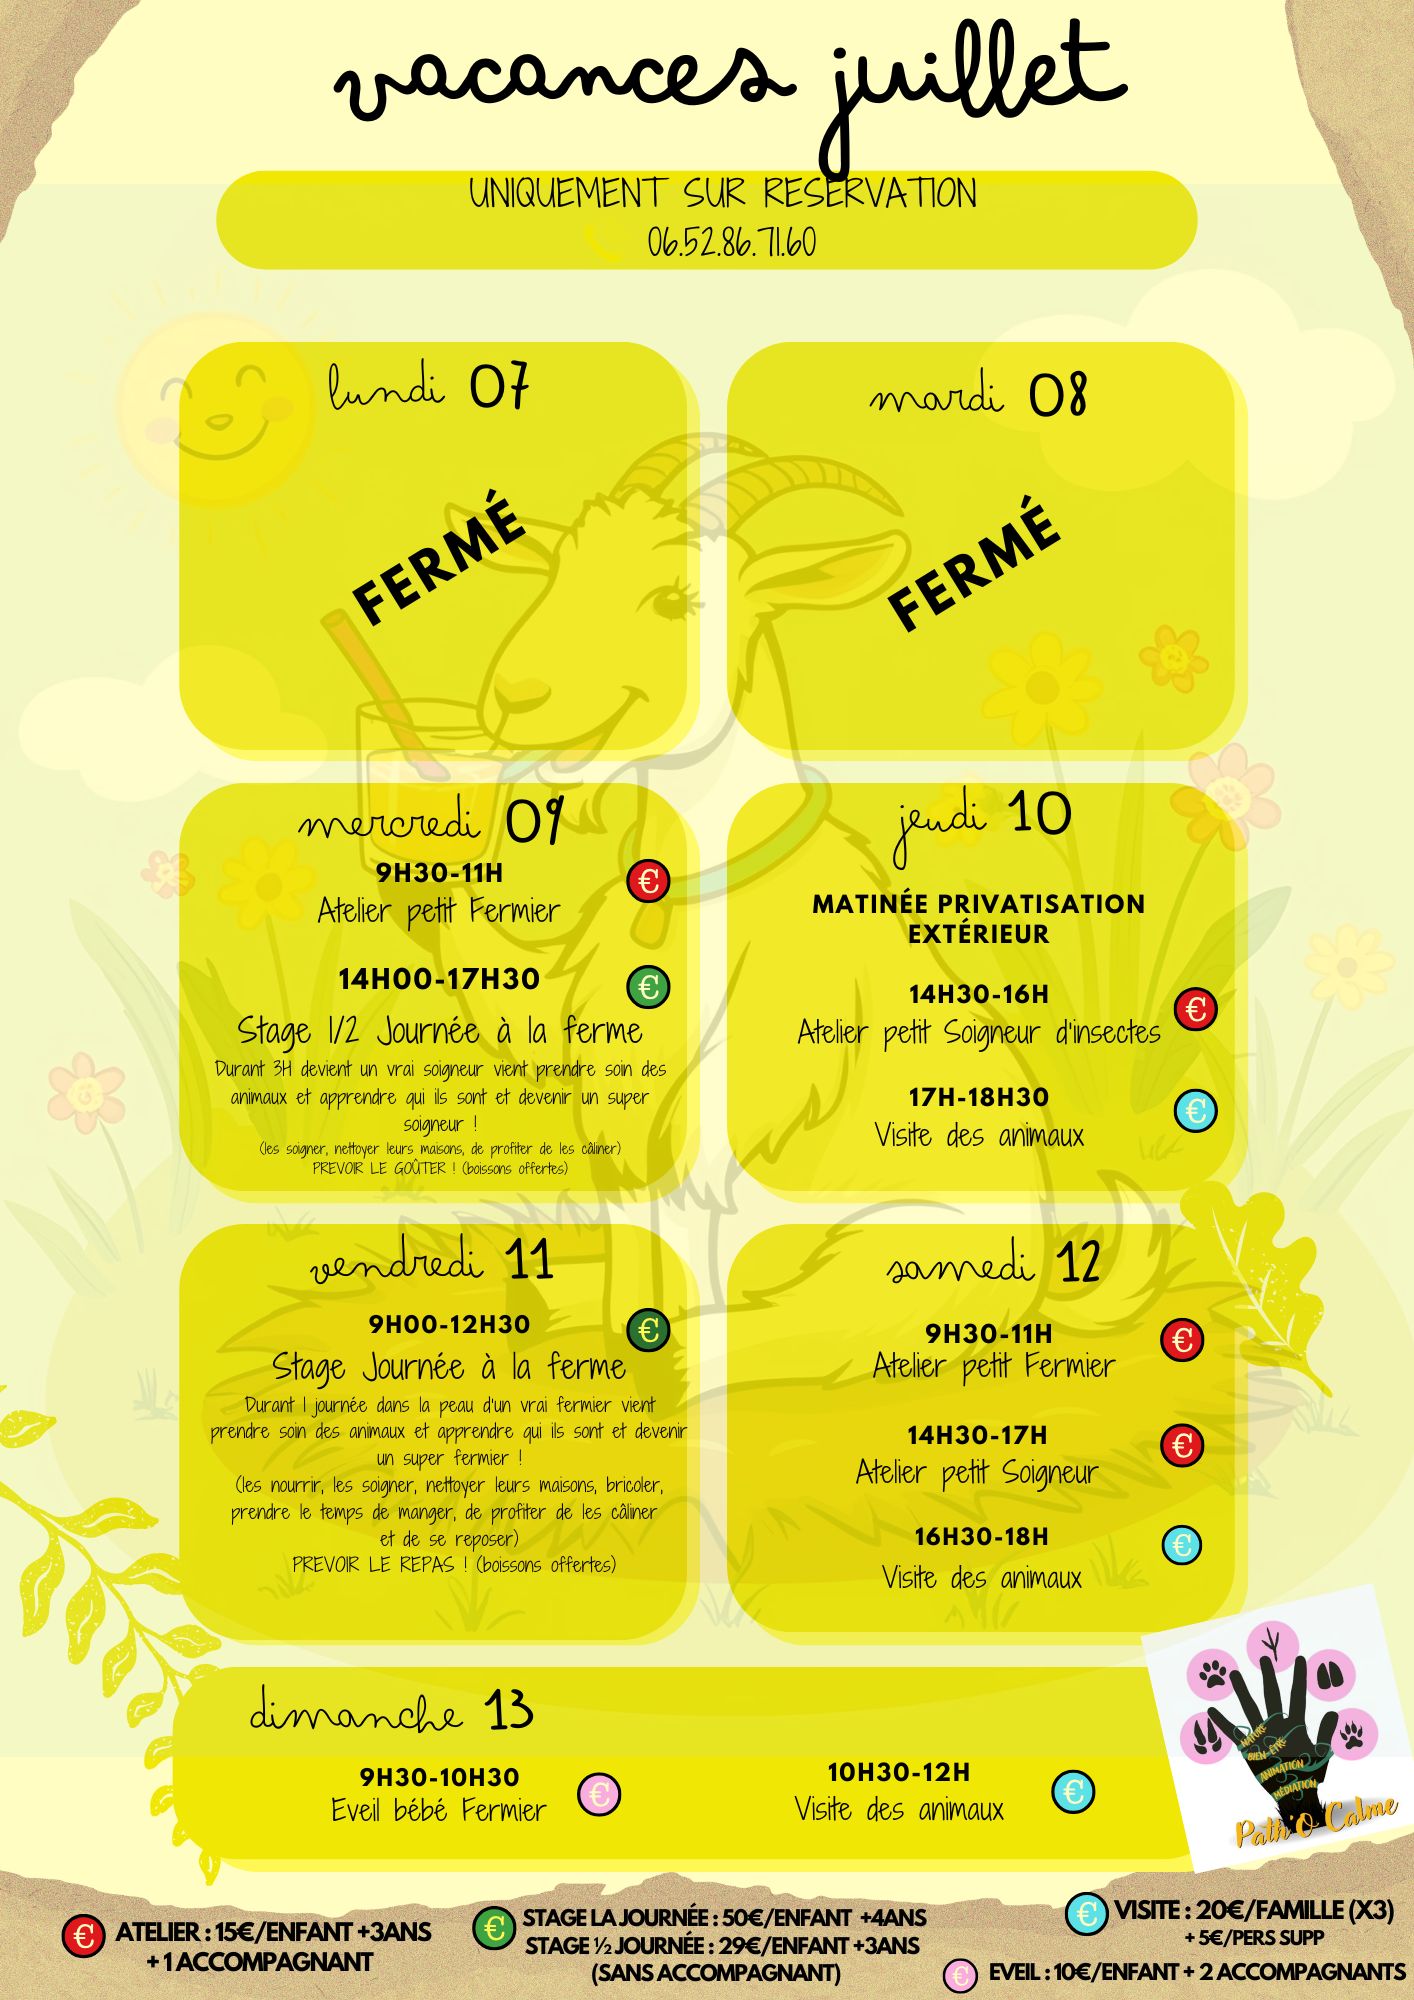 vacances juillet
UNIQUEMENT SUR RESERVATION
06.52.86.71.60
lundi 07
FERMÉ
mardi 08
FERMÉ
mercredi 09
9H30-11H
€
Atelier petit Fermier
14H00-17H30
€
Stage 1/2 Journée à la ferme
Durant 3H devient un vrai soigneur vient prendre soin des
animaux et apprendre qui ils sont et devenir un super
soigneur !
(les soigner, nettoyer leurs maisons, de profiter de les câliner)
PREVOIR LE GOÛTER ! (boissons offertes)
jeudi 10
MATINÉE PRIVATISATION
EXTÉRIEUR
14H30-16H
€
Atelier petit Soigneur d'insectes
17H-18H30
€
Visite des animaux
vendredi 11
9H00-12H30
€
Stage Journée à la ferme
Durant 1 journée dans la peau d'un vrai fermier vient
prendre soin des animaux et apprendre qui ils sont et devenir
un super fermier !
(les nourrir, les soigner, nettoyer leurs maisons, bricoler,
prendre le temps de manger, de profiter de les câliner
et de se reposer)
PREVOIR LE REPAS ! (boissons offertes)
samedi 12
9H30-11H
€
Atelier petit Fermier
14H30-17H
€
Atelier petit Soigneur
16H30-18H
€
Visite des animaux
dimanche 13
9H30-10H30
€
Eveil bébé Fermier
10H30-12H
€
Visite des animaux
NATURE
BIEN-ÊTRE
ANIMATION
MÉDIATION
Path'O Calme
€ ATELIER : 15€/ENFANT +3ANS
+ 1 ACCOMPAGNANT
€ STAGE LA JOURNÉE : 50€/ENFANT +4ANS
STAGE ½ JOURNÉE : 29€/ENFANT +3ANS
(SANS ACCOMPAGNANT)
€ VISITE : 20€/FAMILLE (X3)
+ 5€/PERS SUPP
€ EVEIL : 10€/ENFANT + 2 ACCOMPAGNANTS